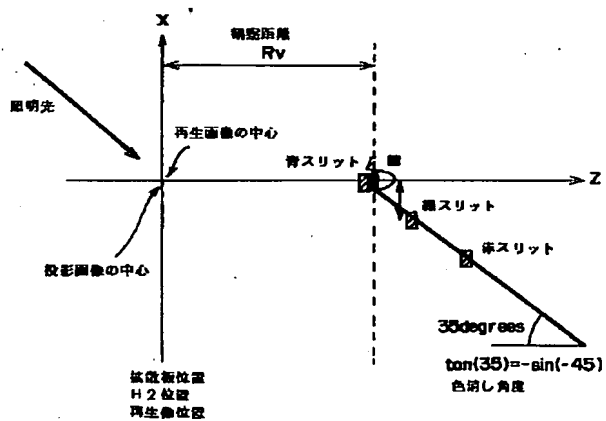 X
観察距離
Rv
照明光
再生画像の中心
青スリット
眼
Z
緑スリット
赤スリット
投影画像の中心
35degrees
tan(35)=-sin(-45)
色消し角度
拡散板位置
H2位置
再生像位置